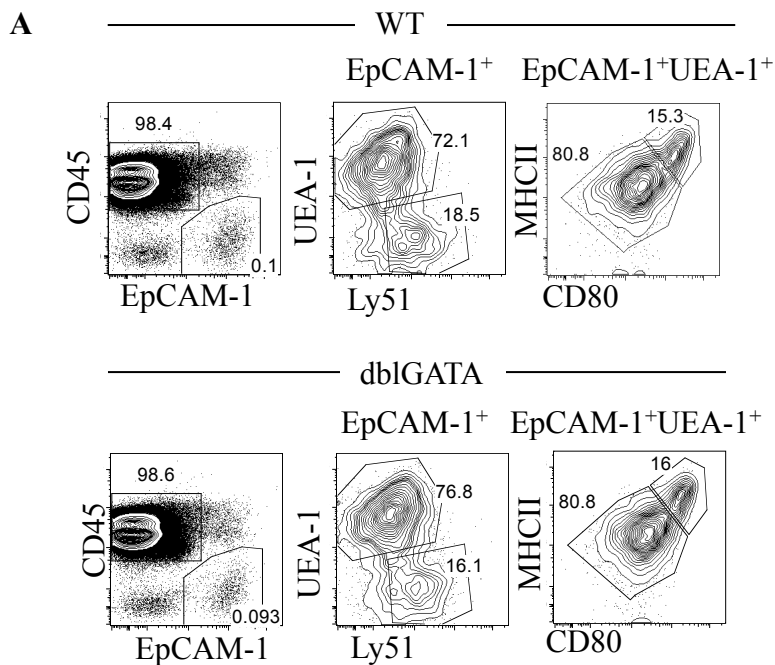 A
WT
EpCAM-1⁺
EpCAM-1⁺UEA-1⁺
98.4
CD45
0.1
EpCAM-1
72.1
UEA-1
18.5
Ly51
15.3
80.8
MHCII
CD80
dblGATA
EpCAM-1⁺
EpCAM-1⁺UEA-1⁺
98.6
CD45
0.093
EpCAM-1
76.8
UEA-1
16.1
Ly51
16
80.8
MHCII
CD80